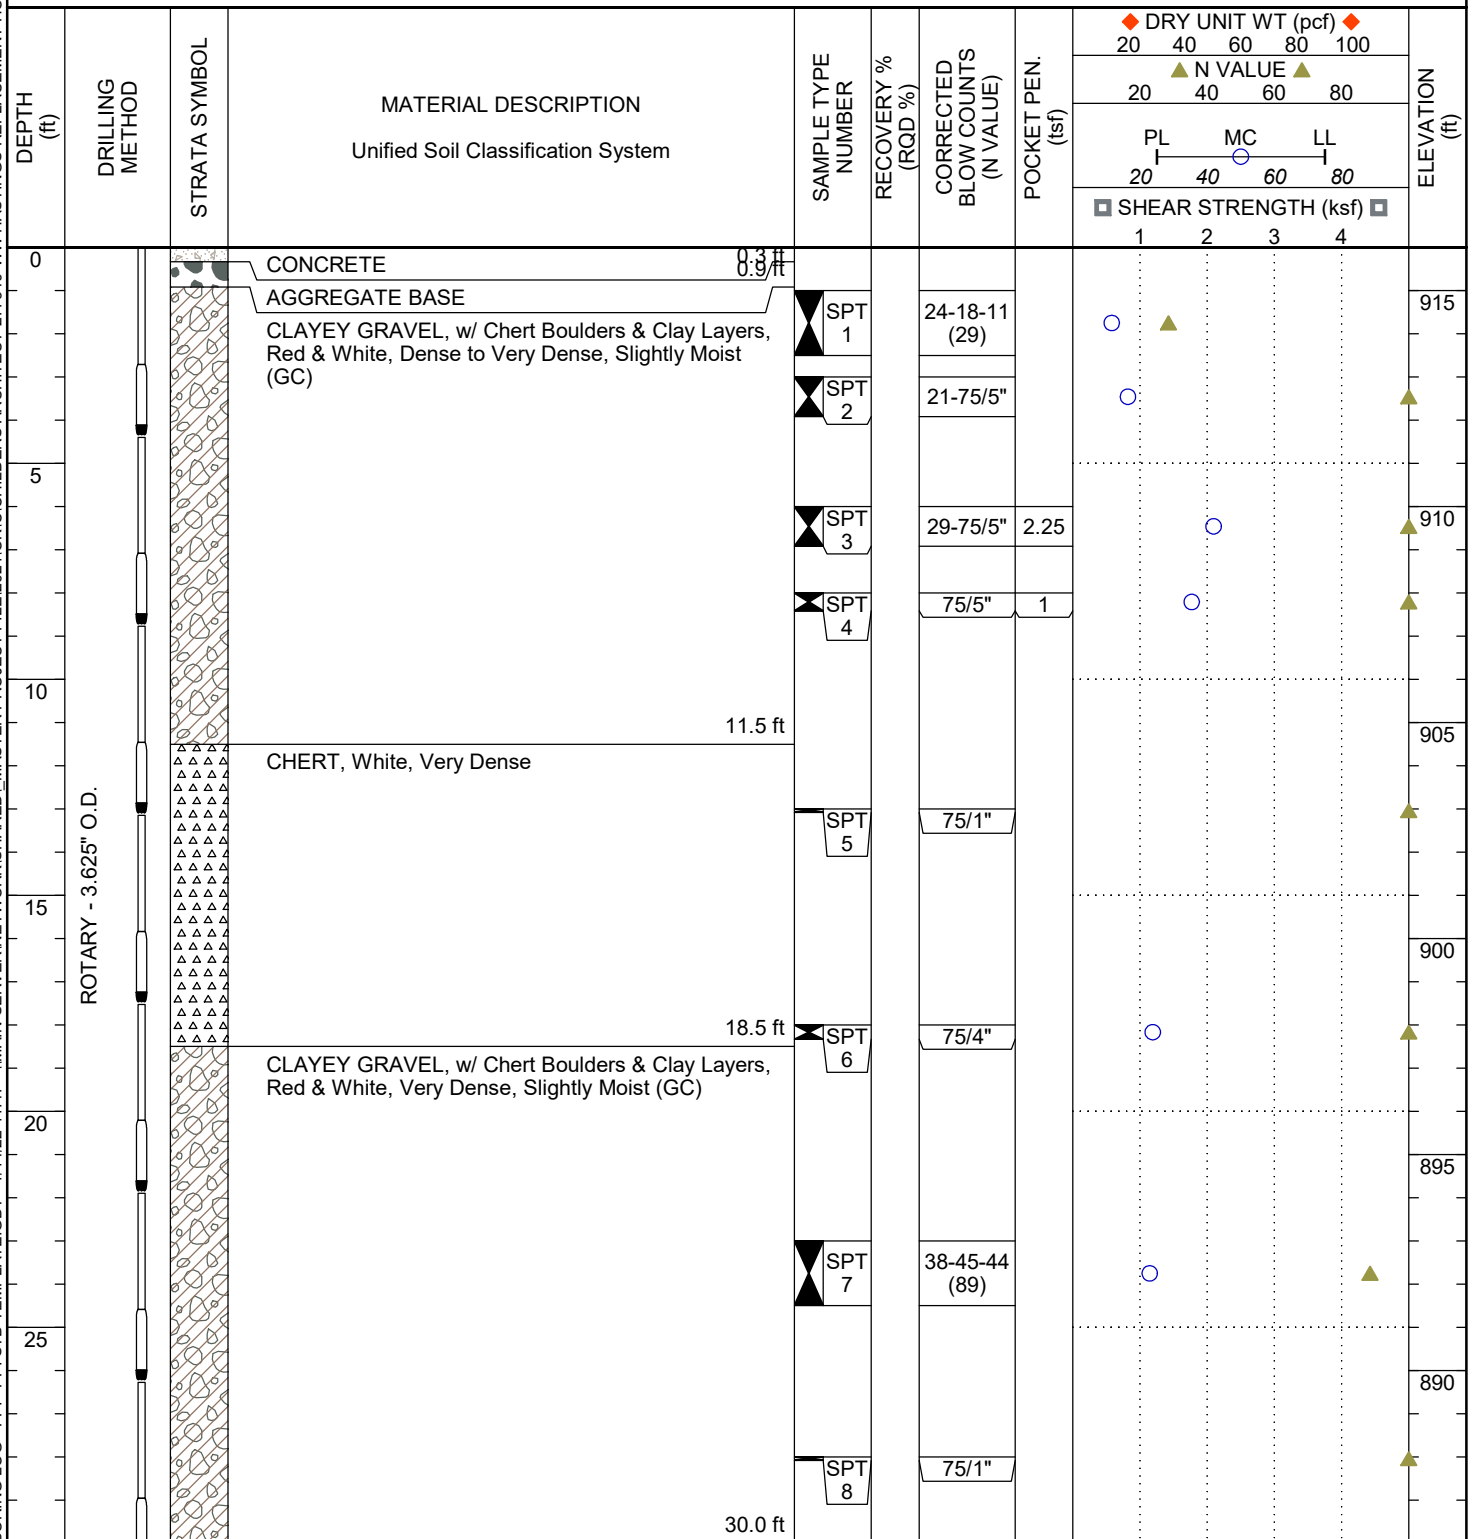 DEPTH
(ft)
DRILLING
METHOD
STRATA SYMBOL
MATERIAL DESCRIPTION
Unified Soil Classification System
SAMPLE TYPE
NUMBER
RECOVERY %
(RQD %)
CORRECTED
BLOW COUNTS
(N VALUE)
POCKET PEN.
(tsf)
DRY UNIT WT (pcf)
20 40 60 80 100
N VALUE
20 40 60 80
PL MC LL
20 40 60 80
SHEAR STRENGTH (ksf)
1 2 3 4
ELEVATION
(ft)
0
0.3 ft
CONCRETE
0.9 ft
AGGREGATE BASE
915
CLAYEY GRAVEL, w/ Chert Boulders & Clay Layers,
Red & White, Dense to Very Dense, Slightly Moist
(GC)
SPT
1
24-18-11
(29)
SPT
2
21-75/5"
5
SPT
3
29-75/5"
2.25
910
SPT
4
75/5"
1
10
11.5 ft
905
CHERT, White, Very Dense
SPT
5
75/1"
ROTARY - 3.625" O.D.
15
900
18.5 ft
SPT
6
75/4"
CLAYEY GRAVEL, w/ Chert Boulders & Clay Layers,
Red & White, Very Dense, Slightly Moist (GC)
20
895
SPT
7
38-45-44
(89)
25
890
SPT
8
75/1"
30.0 ft